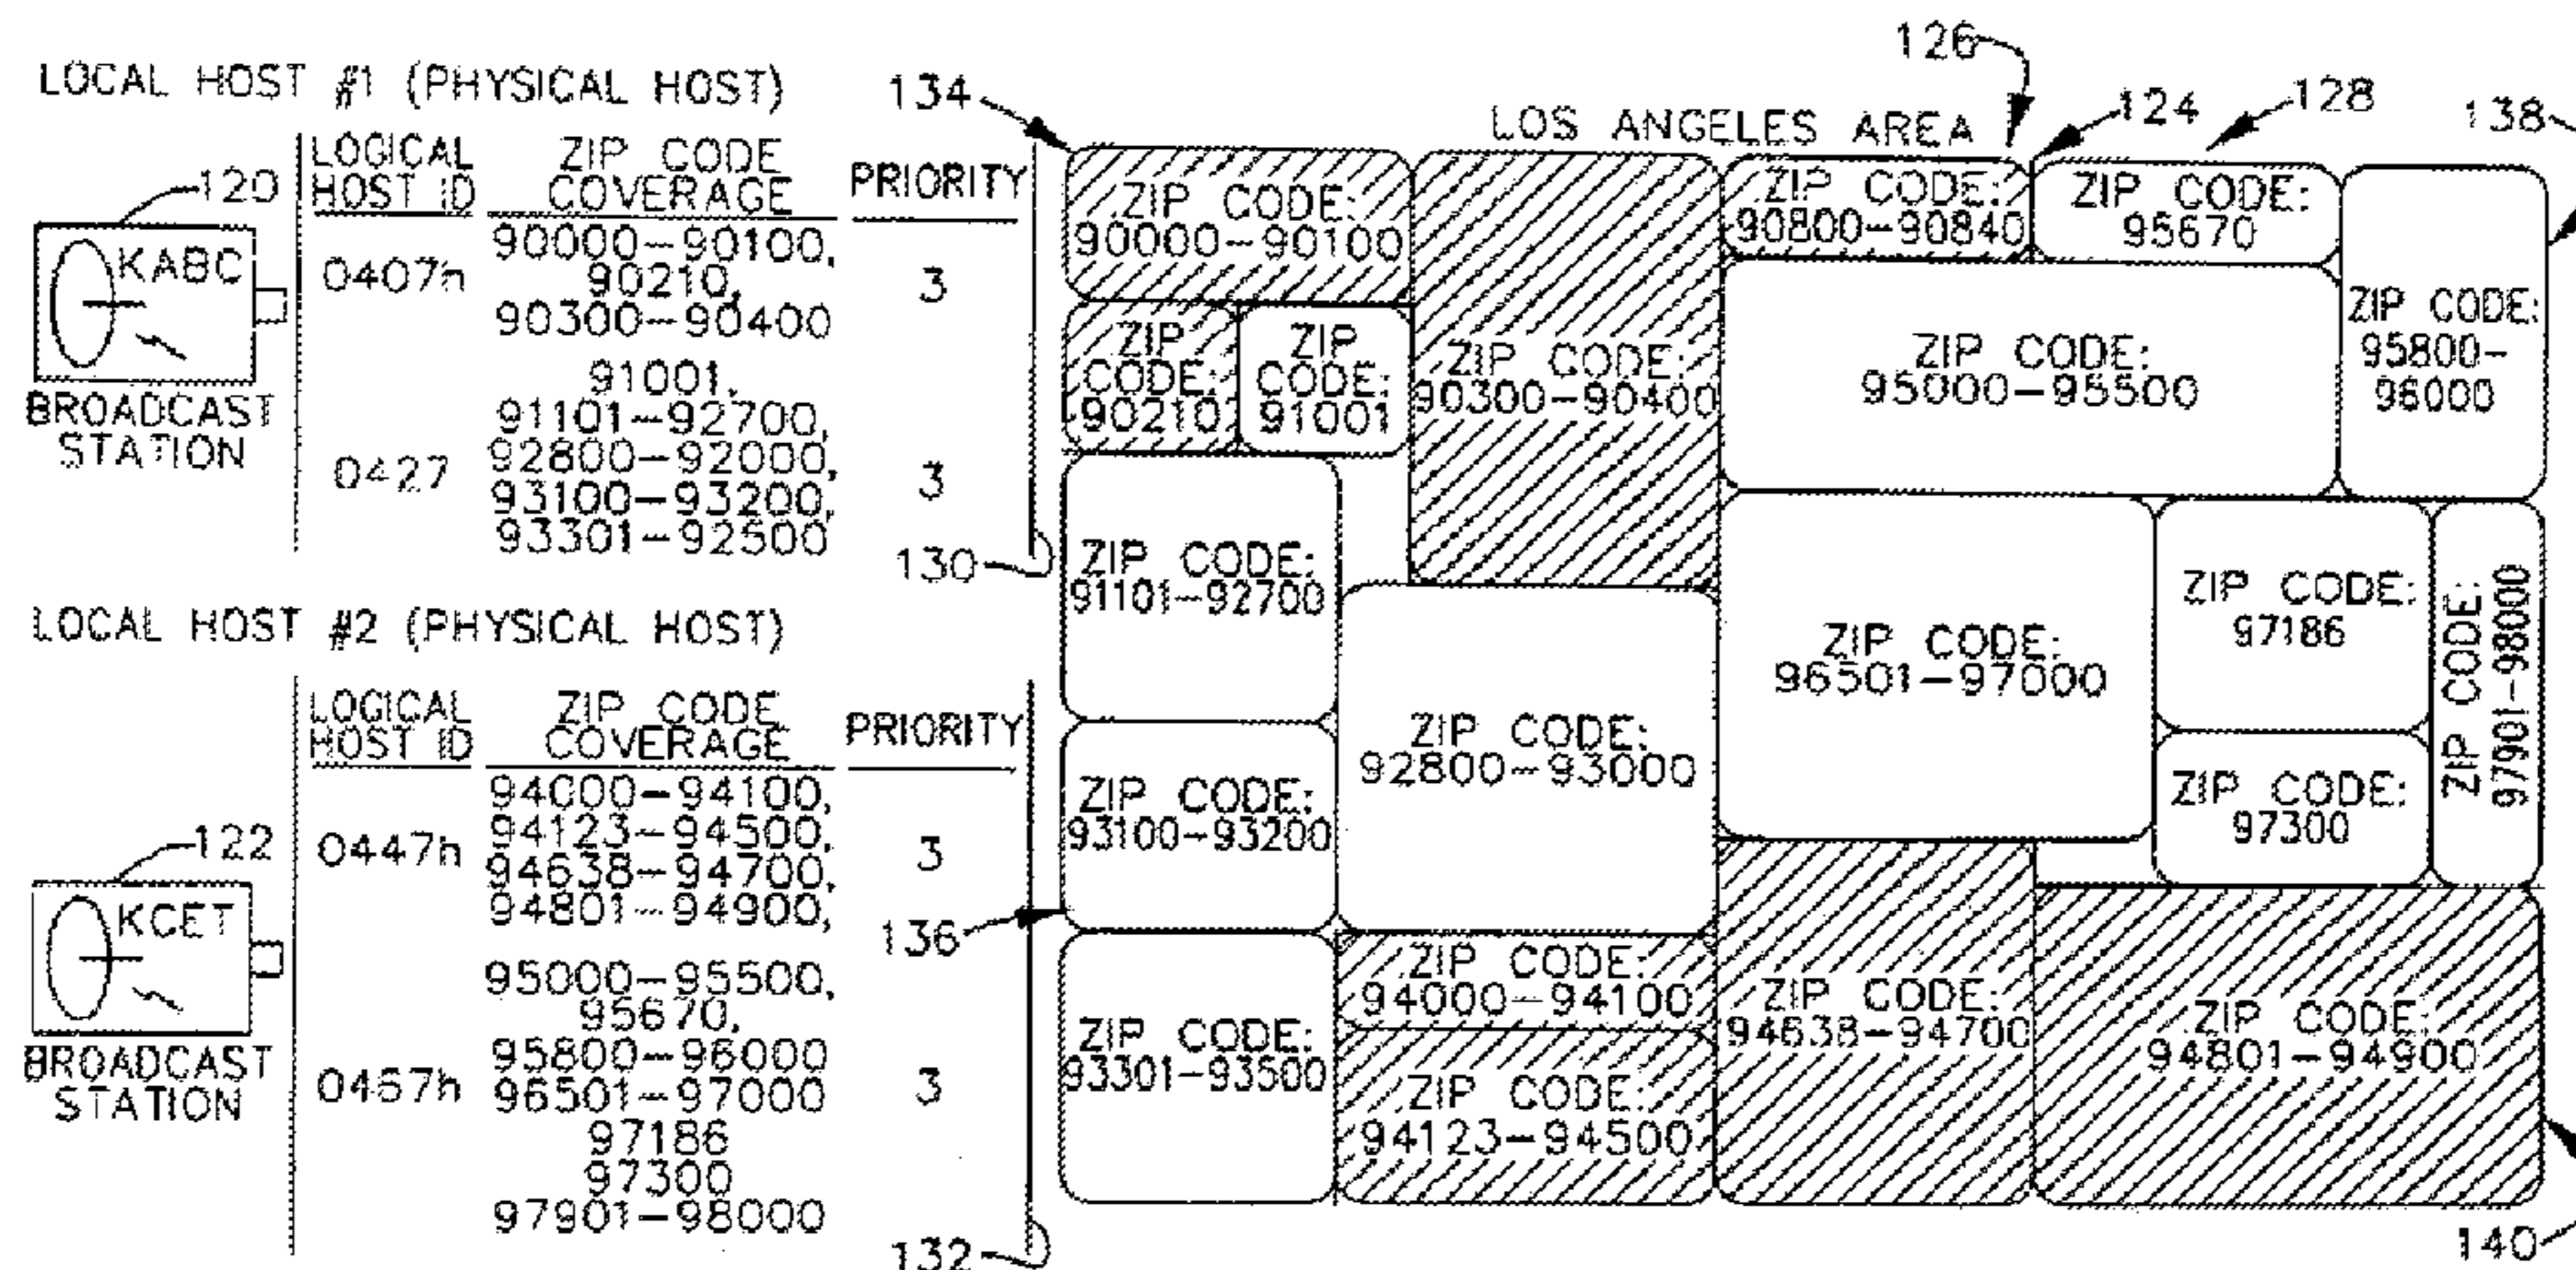 LOCAL HOST #1 (PHYSICAL HOST)
LOGICAL HOST ID
ZIP CODE COVERAGE
PRIORITY
120
KABC
BROADCAST
STATION
0407h
90000-90100,
90210,
90300-90400
3
0427
91001,
91101-92700,
92800-92000,
93100-93200,
93301-92500
3
130
LOCAL HOST #2 (PHYSICAL HOST)
LOGICAL HOST ID
ZIP CODE COVERAGE
PRIORITY
122
KCET
BROADCAST
STATION
0447h
94000-94100,
94123-94500,
94638-94700,
94801-94900,
3
0467h
95000-95500,
95670,
95800-96000
96501-97000
97186
97300
97901-98000
3
132
LOS ANGELES AREA
126
124
128
138
134
136
140
ZIP CODE:
90000-90100
ZIP
CODE:
90210
ZIP
CODE:
91001
ZIP CODE:
90300-90400
ZIP CODE:
90800-90840
ZIP CODE:
95670
ZIP CODE:
95800-
96000
ZIP CODE:
95000-95500
ZIP CODE:
91101-92700
ZIP CODE:
92800-93000
ZIP CODE:
96501-97000
ZIP CODE:
97186
ZIP CODE:
97300
ZIP CODE:
97901-98000
ZIP CODE:
93100-93200
ZIP CODE:
93301-93500
ZIP CODE:
94000-94100
ZIP CODE:
94123-94500
ZIP CODE:
94638-94700
ZIP CODE:
94801-94900